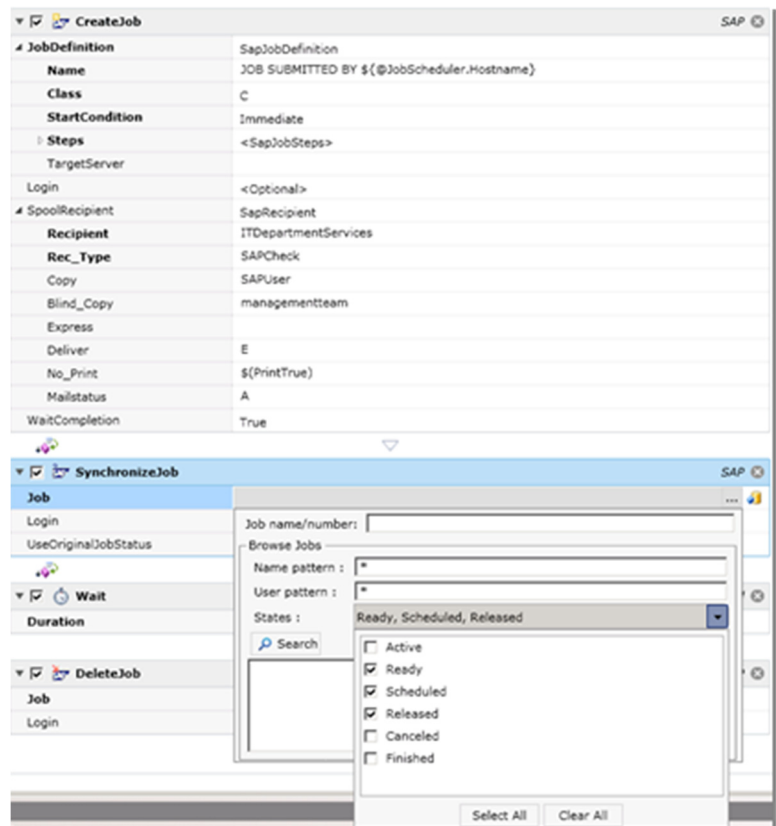 CreateJob SAP
JobDefinition SapJobDefinition
Name JOB SUBMITTED BY ${@JobScheduler.Hostname}
Class C
StartCondition Immediate
Steps <SapJobSteps>
TargetServer
Login <Optional>
SpoolRecipient SapRecipient
Recipient ITDepartmentServices
Rec_Type SAPCheck
Copy SAPUser
Blind_Copy managementteam
Express
Deliver E
No_Print $(PrintTrue)
Mailstatus A
WaitCompletion True
SynchronizeJob SAP
Job ...
Login
UseOriginalJobStatus
Job name/number:
Browse Jobs
Name pattern : *
User pattern : *
States : Ready, Scheduled, Released
Search
Active
Ready
Scheduled
Released
Canceled
Finished
Select All Clear All
Wait
Duration
DeleteJob
Job
Login